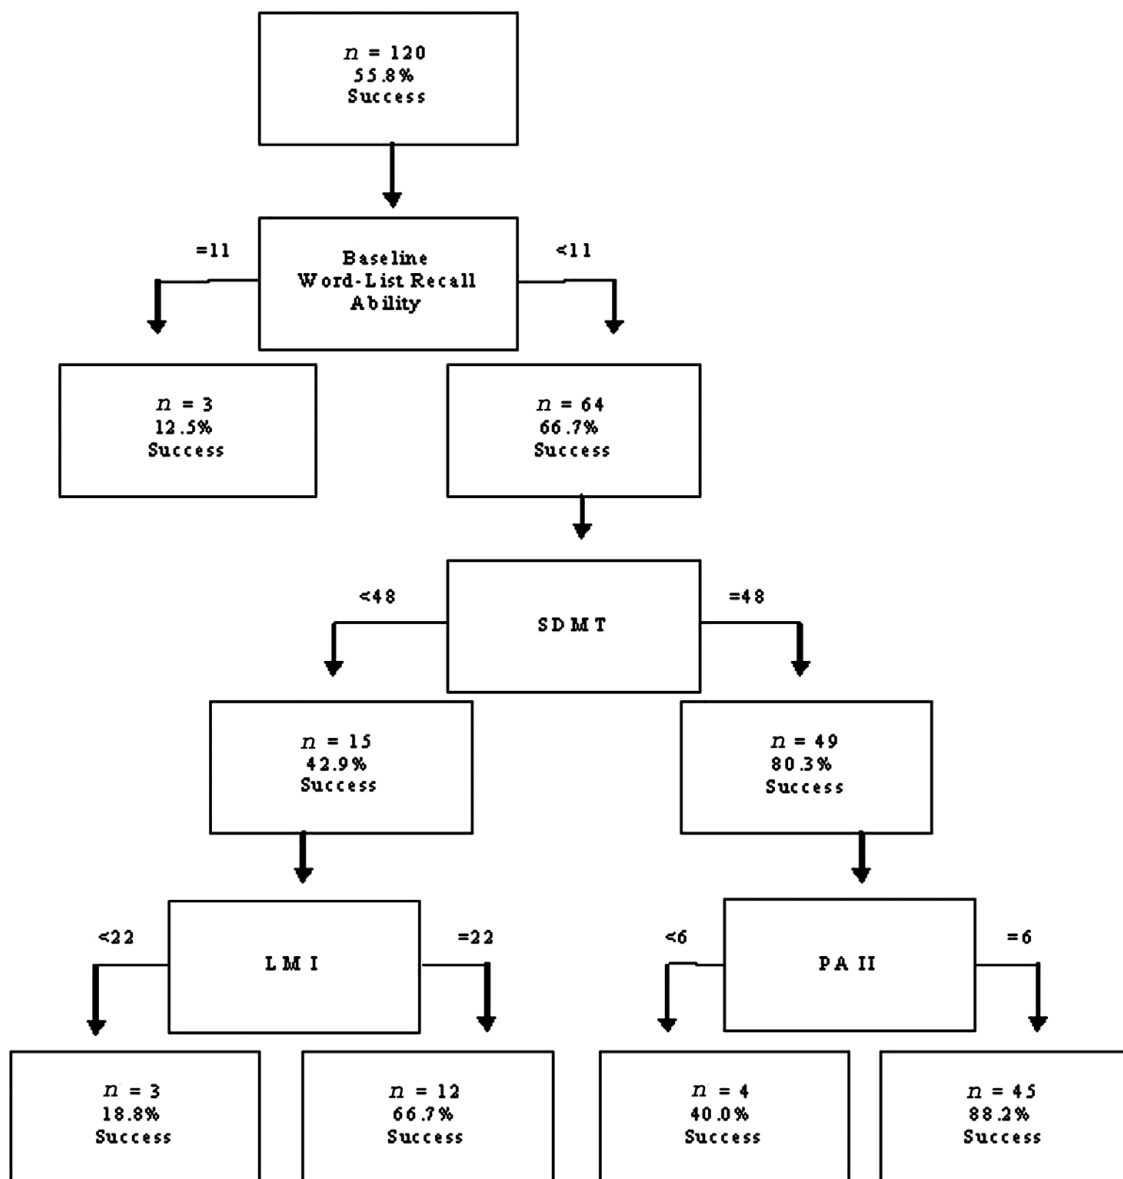 n = 120
55.8%
Success
=11
<11
Baseline
Word-List Recall
Ability
n = 3
12.5%
Success
n = 64
66.7%
Success
<48
=48
SDMT
n = 15
42.9%
Success
n = 49
80.3%
Success
<22
=22
LMI
<6
=6
PAII
n = 3
18.8%
Success
n = 12
66.7%
Success
n = 4
40.0%
Success
n = 45
88.2%
Success